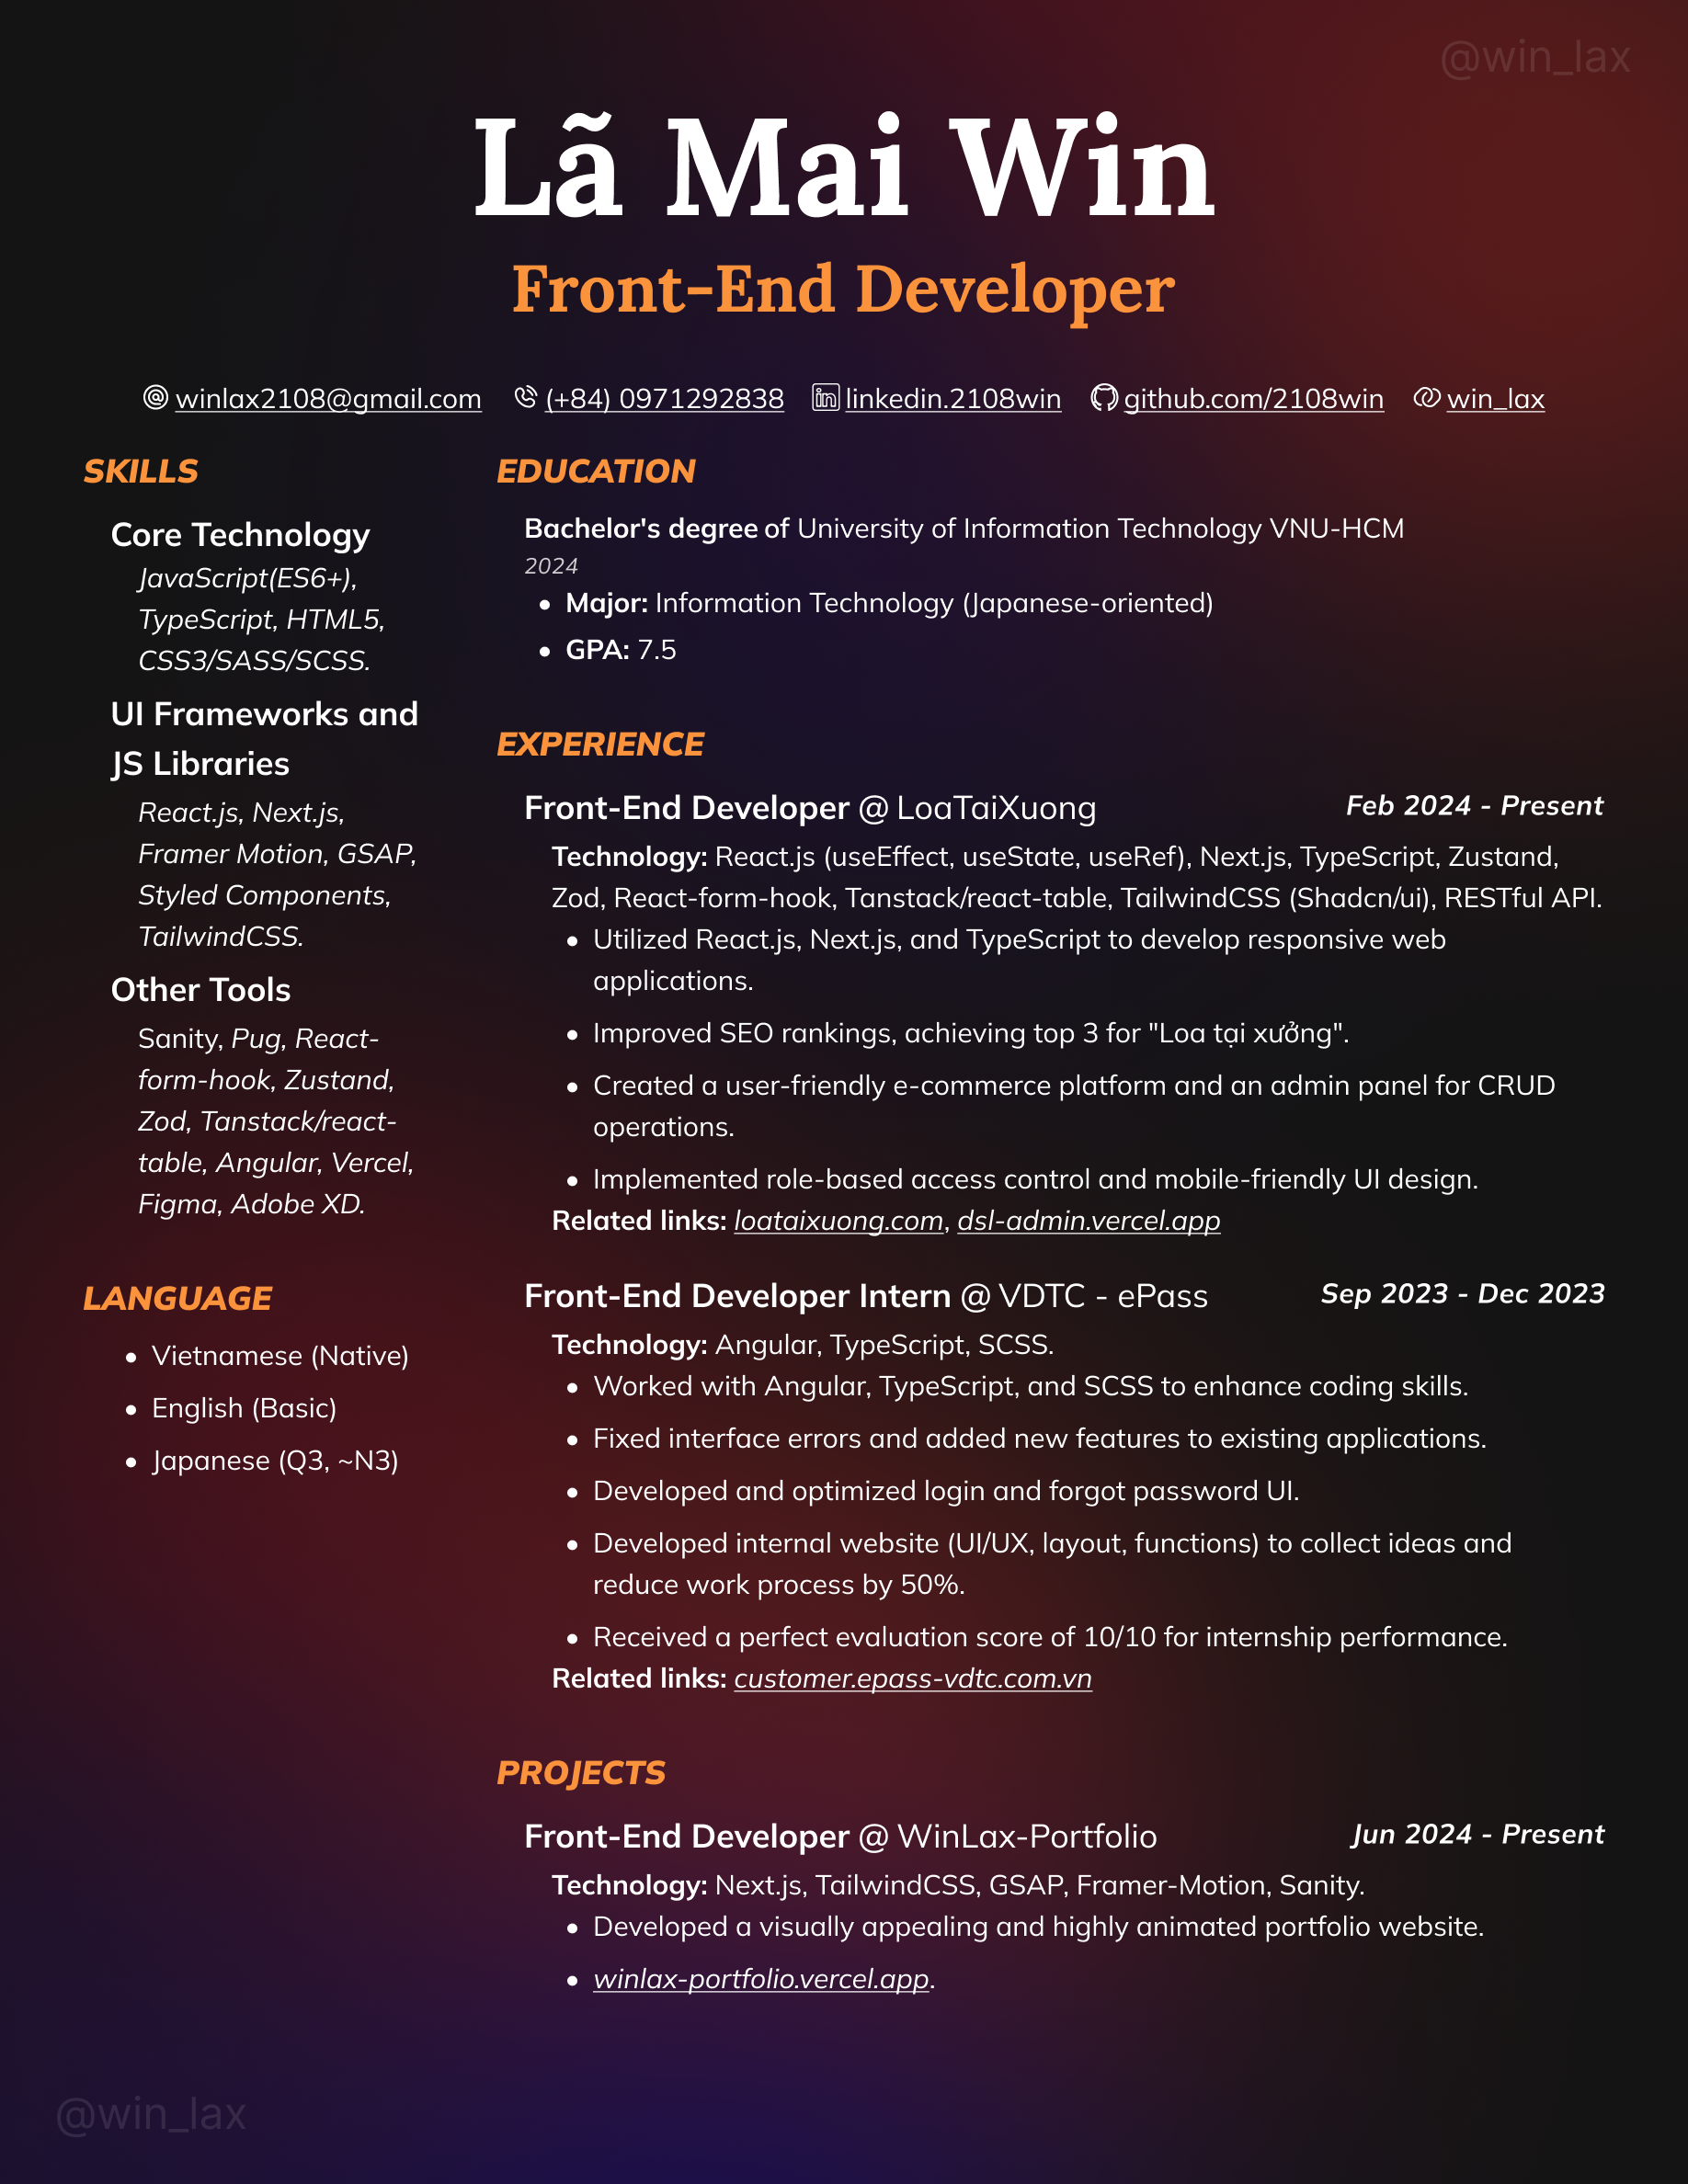 @win_lax
Lã Mai Win
Front-End Developer
winlax2108@gmail.com (+84) 0971292838 linkedin.2108win github.com/2108win win_lax
SKILLS
Core Technology
JavaScript(ES6+),
TypeScript, HTML5,
CSS3/SASS/SCSS.
UI Frameworks and
JS Libraries
React.js, Next.js,
Framer Motion, GSAP,
Styled Components,
TailwindCSS.
Other Tools
Sanity, Pug, React-
form-hook, Zustand,
Zod, Tanstack/react-
table, Angular, Vercel,
Figma, Adobe XD.
LANGUAGE
• Vietnamese (Native)
• English (Basic)
• Japanese (Q3, ~N3)
EDUCATION
Bachelor's degree of University of Information Technology VNU-HCM
2024
• Major: Information Technology (Japanese-oriented)
• GPA: 7.5
EXPERIENCE
Front-End Developer @ LoaTaiXuong Feb 2024 - Present
Technology: React.js (useEffect, useState, useRef), Next.js, TypeScript, Zustand,
Zod, React-form-hook, Tanstack/react-table, TailwindCSS (Shadcn/ui), RESTful API.
• Utilized React.js, Next.js, and TypeScript to develop responsive web
applications.
• Improved SEO rankings, achieving top 3 for "Loa tại xưởng".
• Created a user-friendly e-commerce platform and an admin panel for CRUD
operations.
• Implemented role-based access control and mobile-friendly UI design.
Related links: loataixuong.com, dsl-admin.vercel.app
Front-End Developer Intern @ VDTC - ePass Sep 2023 - Dec 2023
Technology: Angular, TypeScript, SCSS.
• Worked with Angular, TypeScript, and SCSS to enhance coding skills.
• Fixed interface errors and added new features to existing applications.
• Developed and optimized login and forgot password UI.
• Developed internal website (UI/UX, layout, functions) to collect ideas and
reduce work process by 50%.
• Received a perfect evaluation score of 10/10 for internship performance.
Related links: customer.epass-vdtc.com.vn
PROJECTS
Front-End Developer @ WinLax-Portfolio Jun 2024 - Present
Technology: Next.js, TailwindCSS, GSAP, Framer-Motion, Sanity.
• Developed a visually appealing and highly animated portfolio website.
• winlax-portfolio.vercel.app.
@win_lax